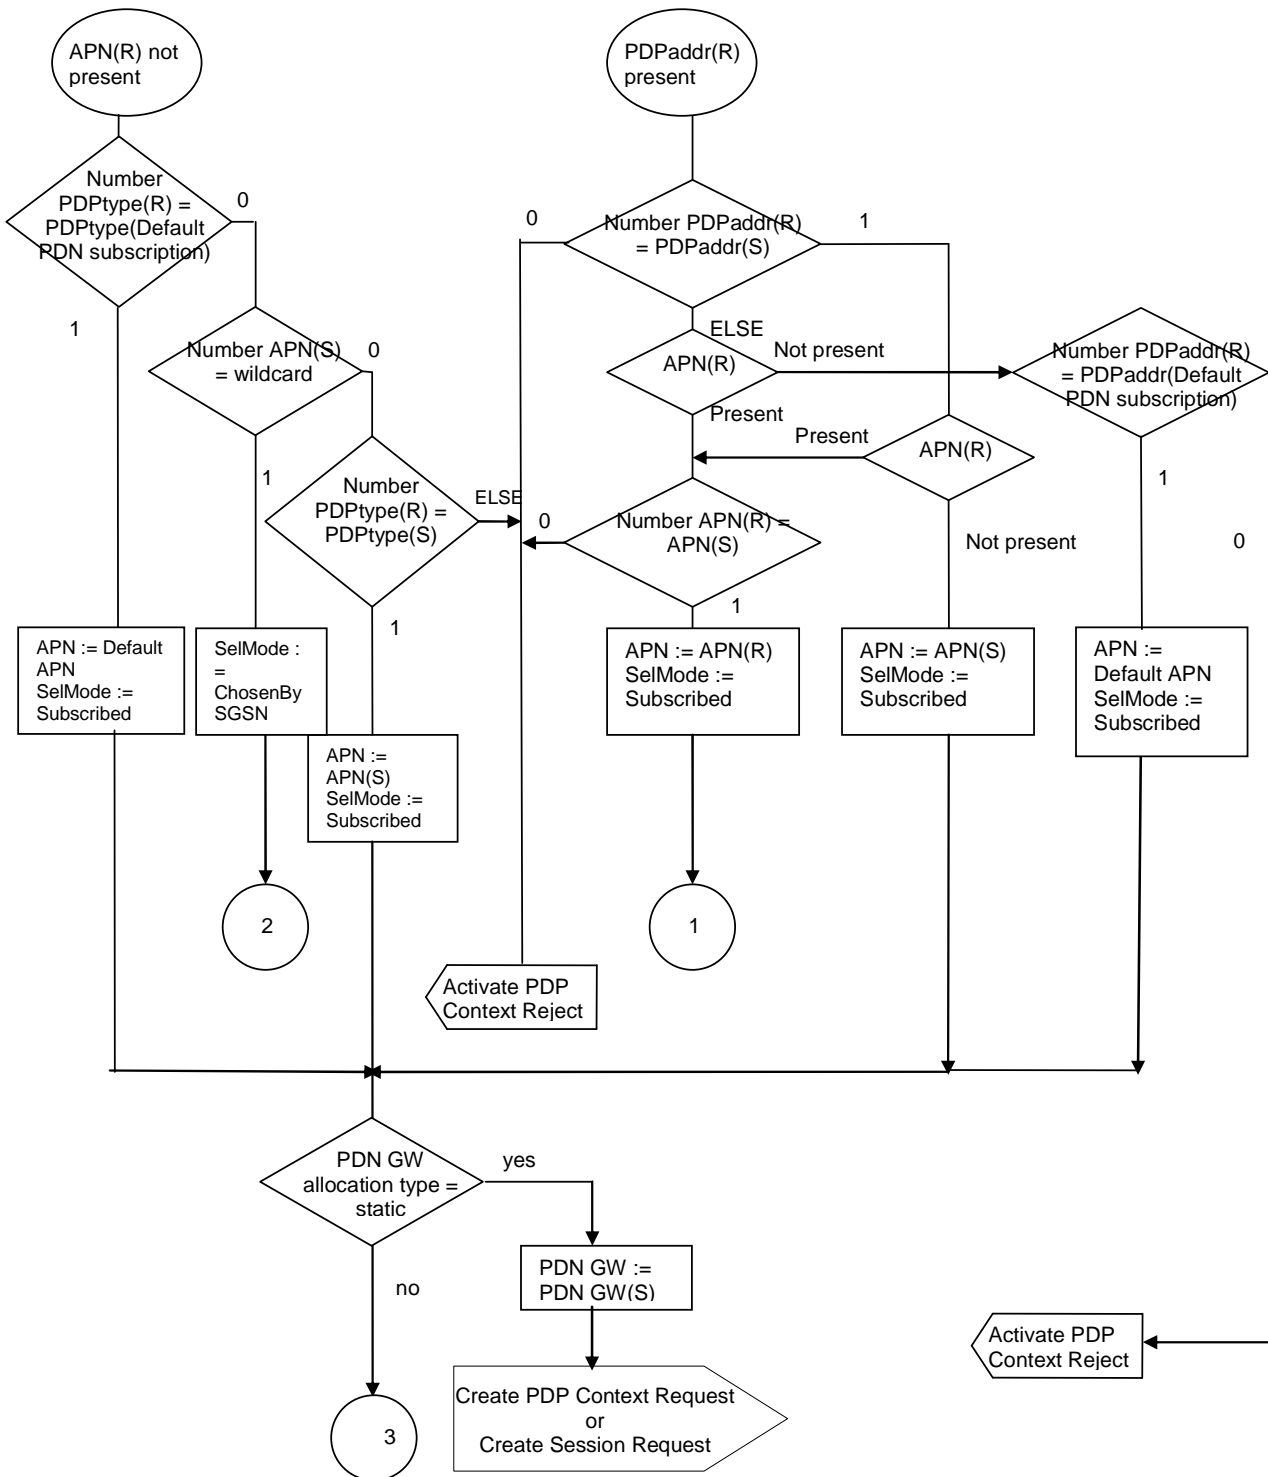 APN(R) not
present
PDPaddr(R)
present
Number
PDPtype(R) =
PDPtype(Default
PDN subscription)
0
1
Number PDPaddr(R)
= PDPaddr(S)
0
1
ELSE
Number APN(S)
= wildcard
0
1
APN(R)
Not present
Present
Number PDPaddr(R)
= PDPaddr(Default
PDN subscription)
1
0
APN(R)
Present
Not present
Number
PDPtype(R) =
PDPtype(S)
ELSE
1
Number APN(R) =
APN(S)
0
1
APN := Default
APN
SelMode :=
Subscribed
SelMode :
=
ChosenBy
SGSN
APN :=
APN(S)
SelMode :=
Subscribed
APN := APN(R)
SelMode :=
Subscribed
APN := APN(S)
SelMode :=
Subscribed
APN :=
Default APN
SelMode :=
Subscribed
2
1
Activate PDP
Context Reject
PDN GW
allocation type =
static
yes
no
PDN GW :=
PDN GW(S)
Activate PDP
Context Reject
Create PDP Context Request
or
Create Session Request
3